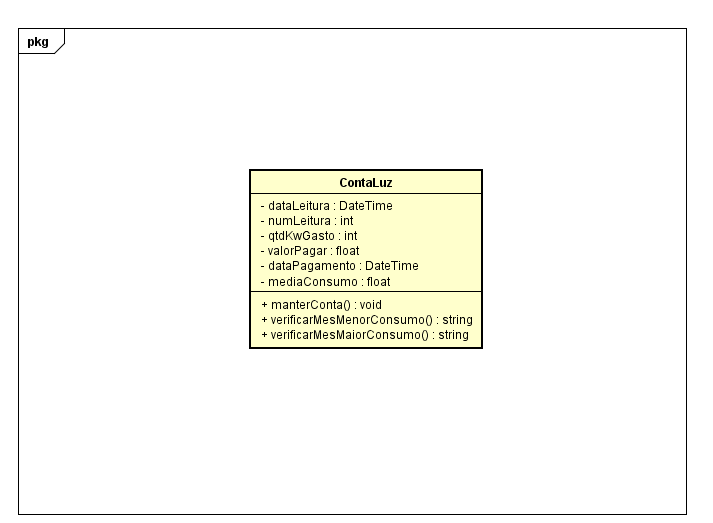 pkg
ContaLuz
- dataLeitura : DateTime
- numLeitura : int
- qtdKwGasto : int
- valorPagar : float
- dataPagamento : DateTime
- mediaConsumo : float
+ manterConta() : void
+ verificarMesMenorConsumo() : string
+ verificarMesMaiorConsumo() : string